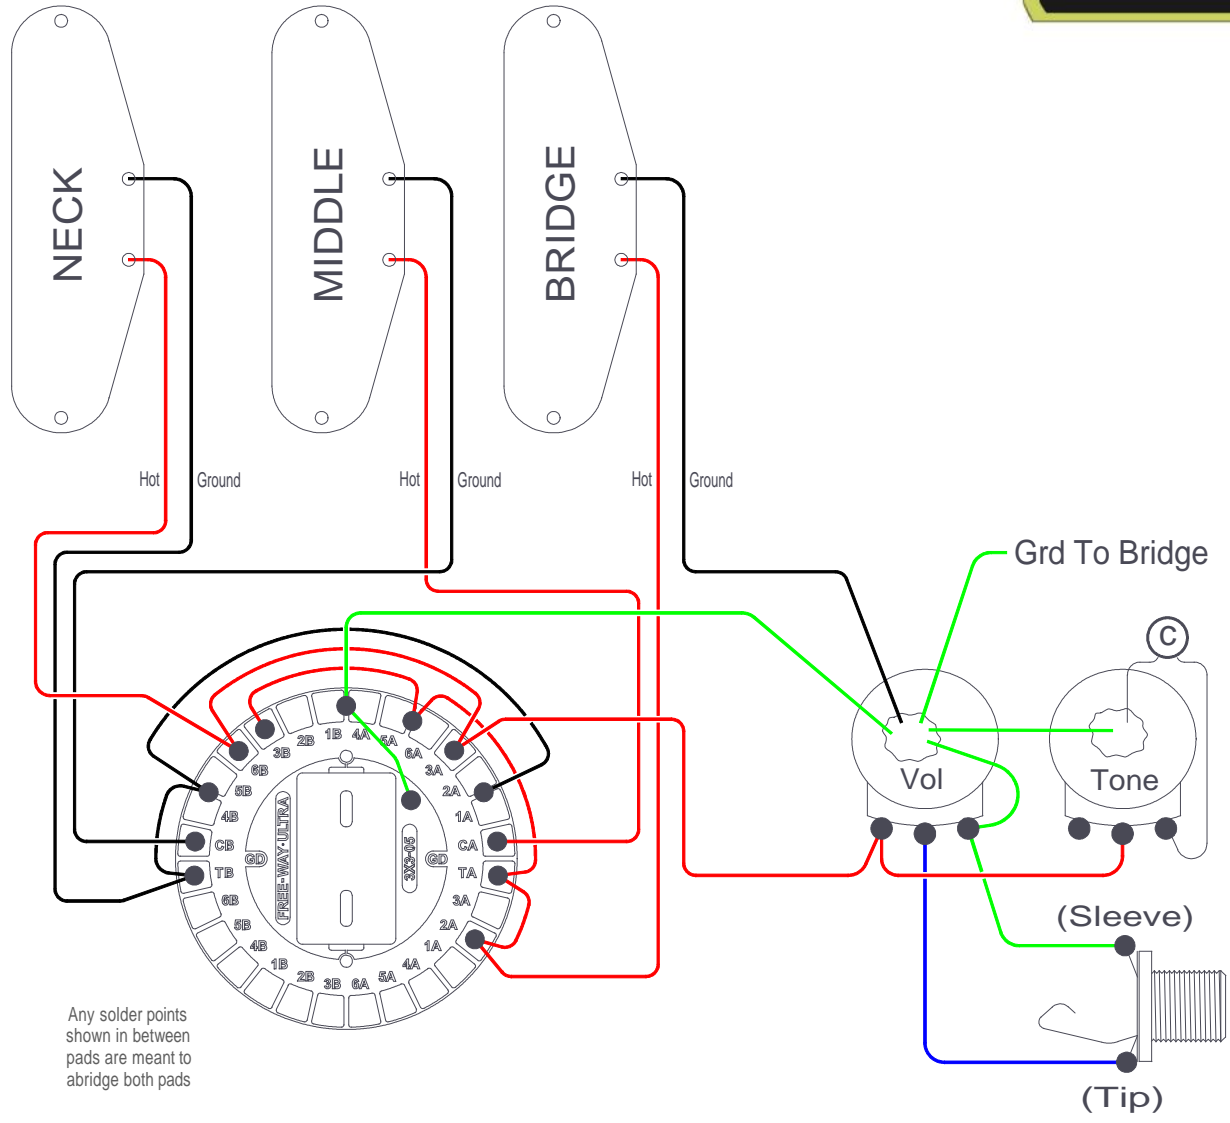 NECK
MIDDLE
BRIDGE
Hot
Ground
Hot
Ground
Hot
Ground
Grd To Bridge
C
Vol
Tone
1B
4A
2B
5A
3B
6A
6B
3A
5B
2A
4B
1A
CB
CA
GD
GD
TB
TA
FREE-WAY-ULTRA
3X3-05
6B
3A
5B
2A
4B
1A
1B
4A
2B
5A
3B
6A
(Sleeve)
(Tip)
Any solder points
shown in between
pads are meant to
abridge both pads